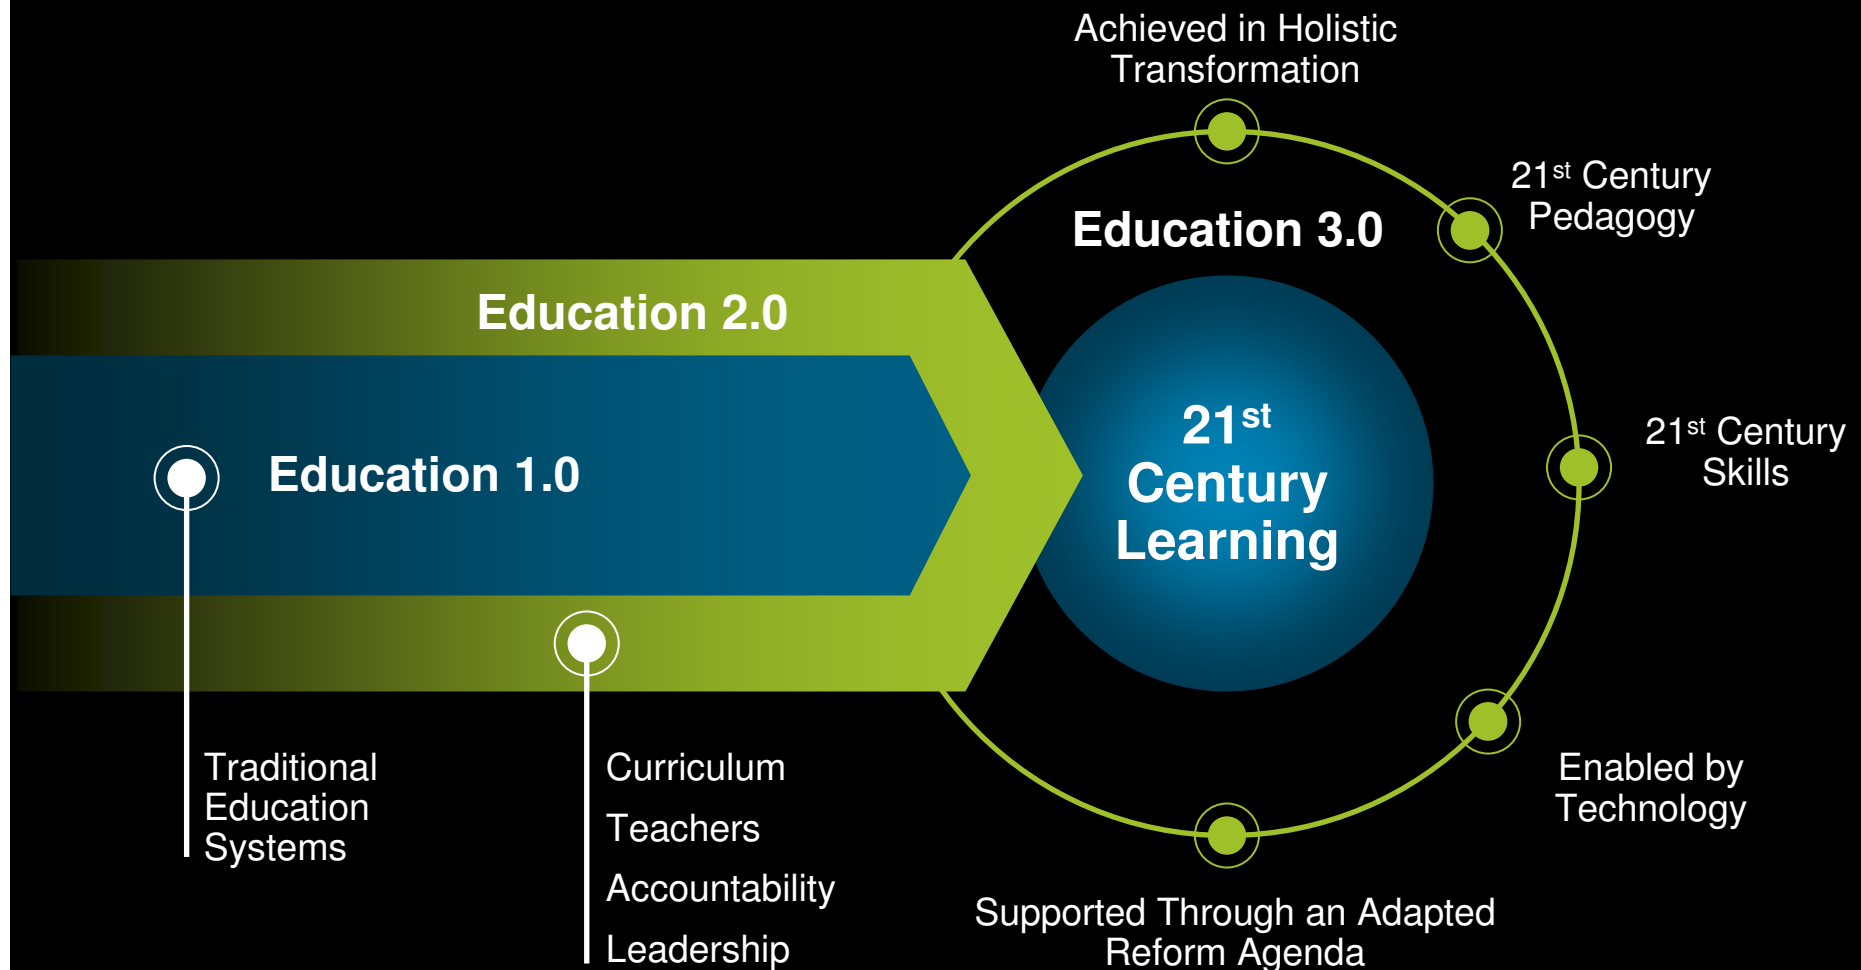 Achieved in Holistic
Transformation
21st Century
Pedagogy
Education 3.0
Education 2.0
21st
Century
Learning
21st Century
Skills
Education 1.0
Traditional
Education
Systems
Curriculum
Teachers
Accountability
Leadership
Enabled by
Technology
Supported Through an Adapted
Reform Agenda